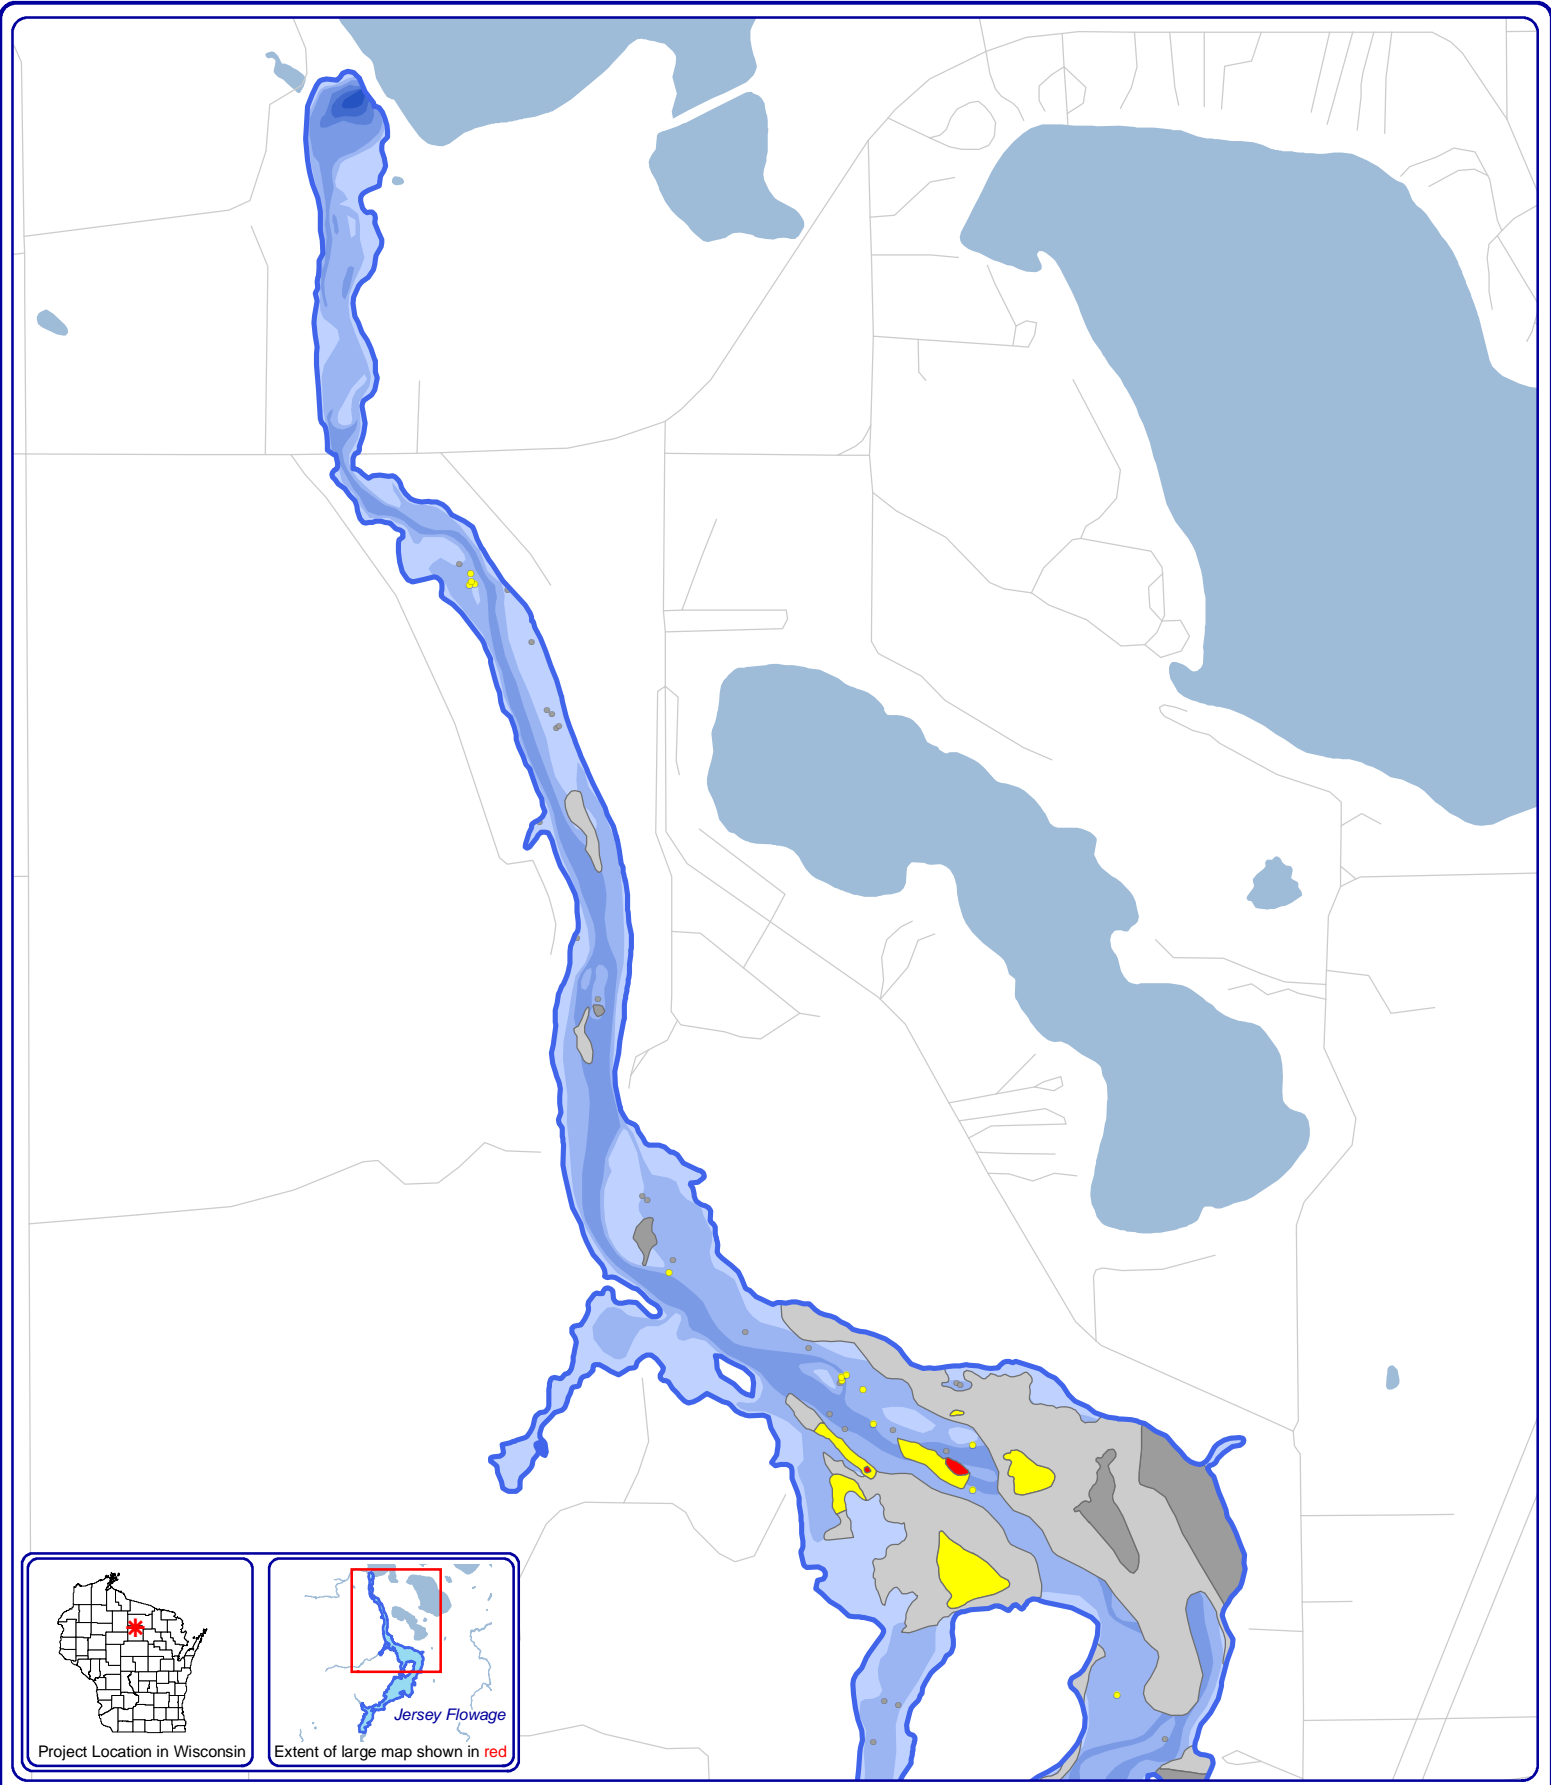 Jersey Flowage
Project Location in Wisconsin
Extent of large map shown in red